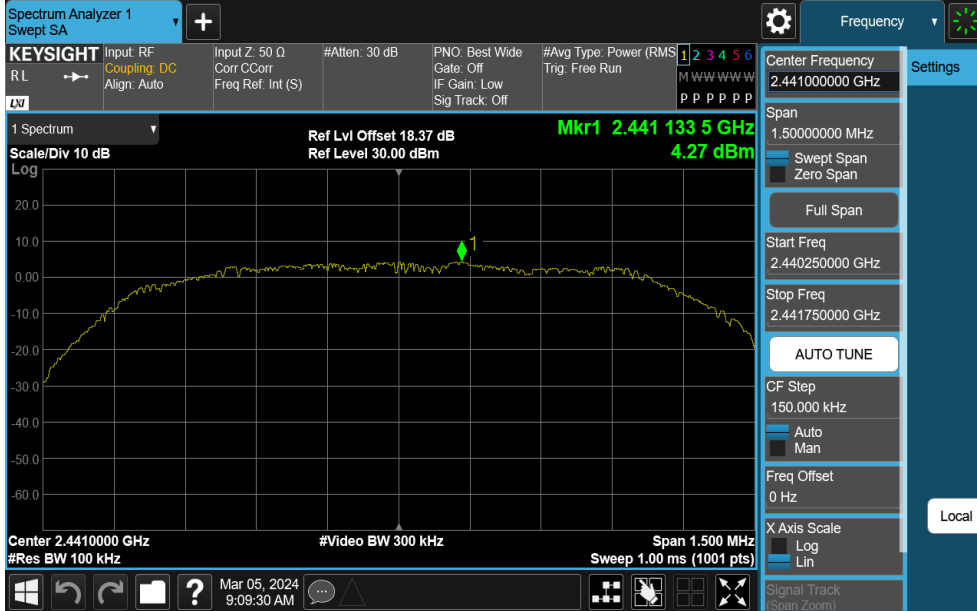 Spectrum Analyzer 1
Swept SA
+
Frequency
KEYSIGHT
RL
LXI
Input: RF
Coupling: DC
Align: Auto
Input Z: 50 Ω
Corr CCorr
Freq Ref: Int (S)
#Atten: 30 dB
PNO: Best Wide
Gate: Off
IF Gain: Low
Sig Track: Off
#Avg Type: Power (RMS
Trig: Free Run
1 2 3 4 5 6
M W W W W W
P P P P P P
1 Spectrum
Scale/Div 10 dB
Ref Lvl Offset 18.37 dB
Ref Level 30.00 dBm
Mkr1 2.441 133 5 GHz
4.27 dBm
Log
20.0
10.0
0.00
-10.0
-20.0
-30.0
-40.0
-50.0
-60.0
1
Center 2.4410000 GHz
#Res BW 100 kHz
#Video BW 300 kHz
Span 1.500 MHz
Sweep 1.00 ms (1001 pts)
?
Mar 05, 2024
9:09:30 AM
Center Frequency
2.441000000 GHz
Span
1.50000000 MHz
Swept Span
Zero Span
Full Span
Start Freq
2.440250000 GHz
Stop Freq
2.441750000 GHz
AUTO TUNE
CF Step
150.000 kHz
Auto
Man
Freq Offset
0 Hz
X Axis Scale
Log
Lin
Signal Track
(Span Zoom)
Settings
Local